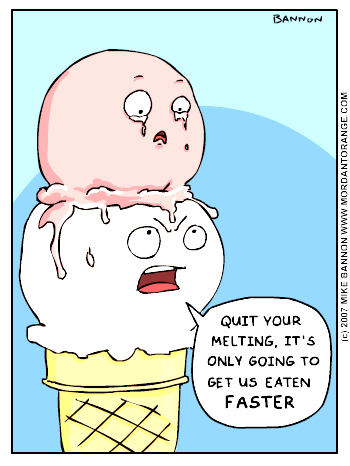 BANNON
QUIT YOUR
MELTING, IT'S
ONLY GOING TO
GET US EATEN
FASTER
(c) 2007 MIKE BANNON WWW.MORDANTORANGE.COM